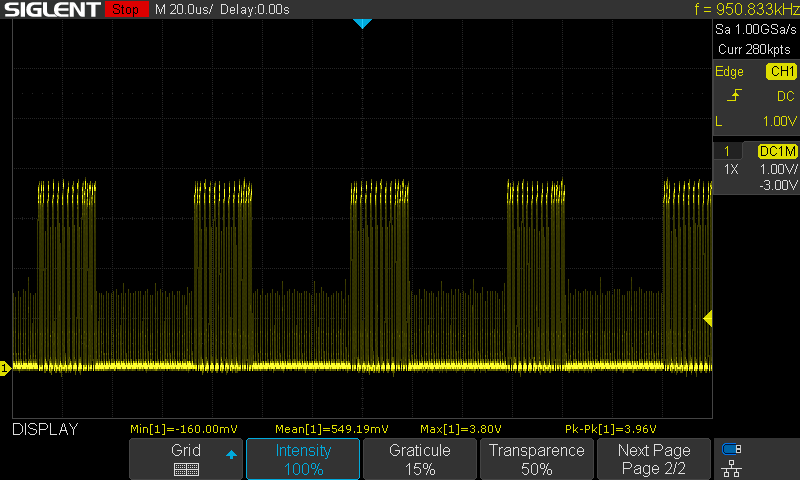 SIGLENT Stop M 20.0us/ Delay:0.00s f = 950.833kHz
Sa 1.00GSa/s
Curr 280kpts
Edge CH1
DC
L 1.00V
1 DC1M
1X 1.00V/
-3.00V
1
DISPLAY Min[1]=-160.00mV Mean[1]=549.19mV Max[1]=3.80V Pk-Pk[1]=3.96V
Grid Intensity Graticule Transparence Next Page
100% 15% 50% Page 2/2